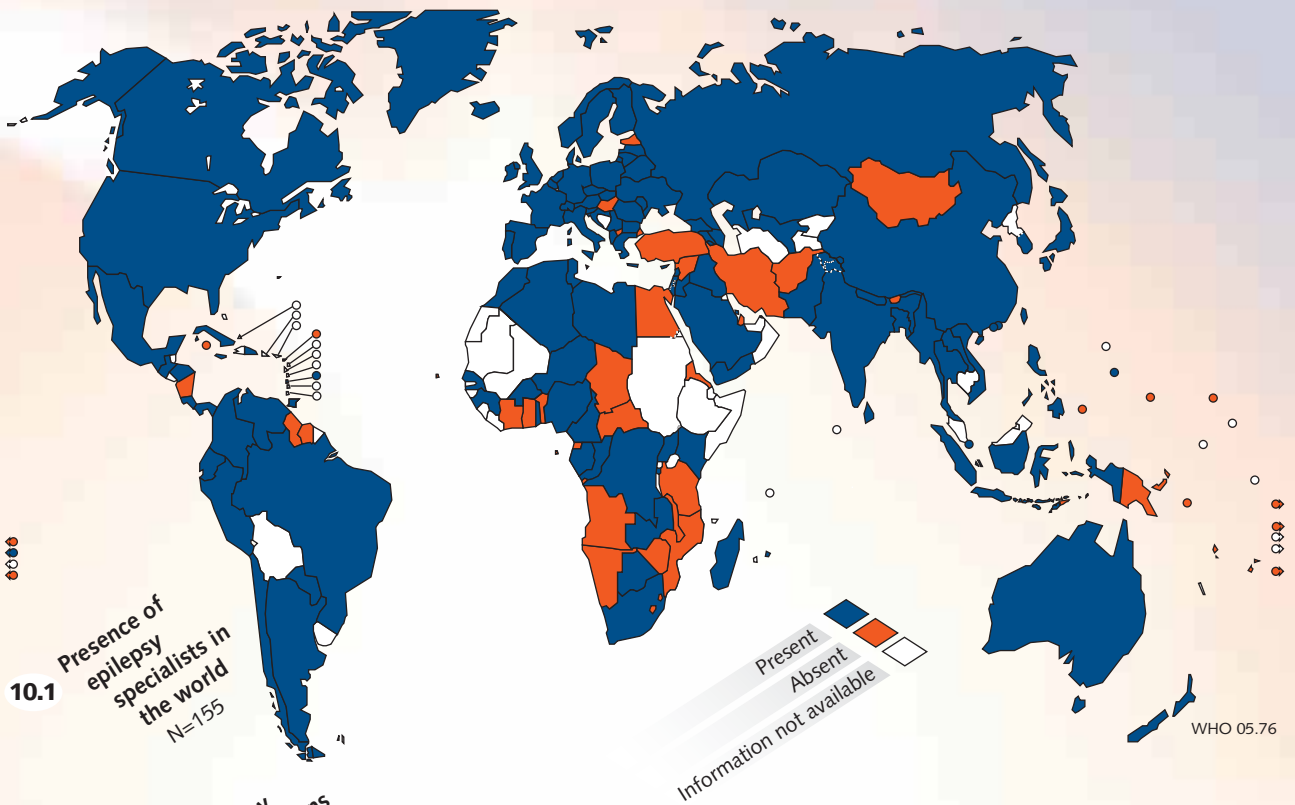 10.1
Presence of
epilepsy
specialists in
the world
N=155
Present
Absent
Information not available
WHO 05.76